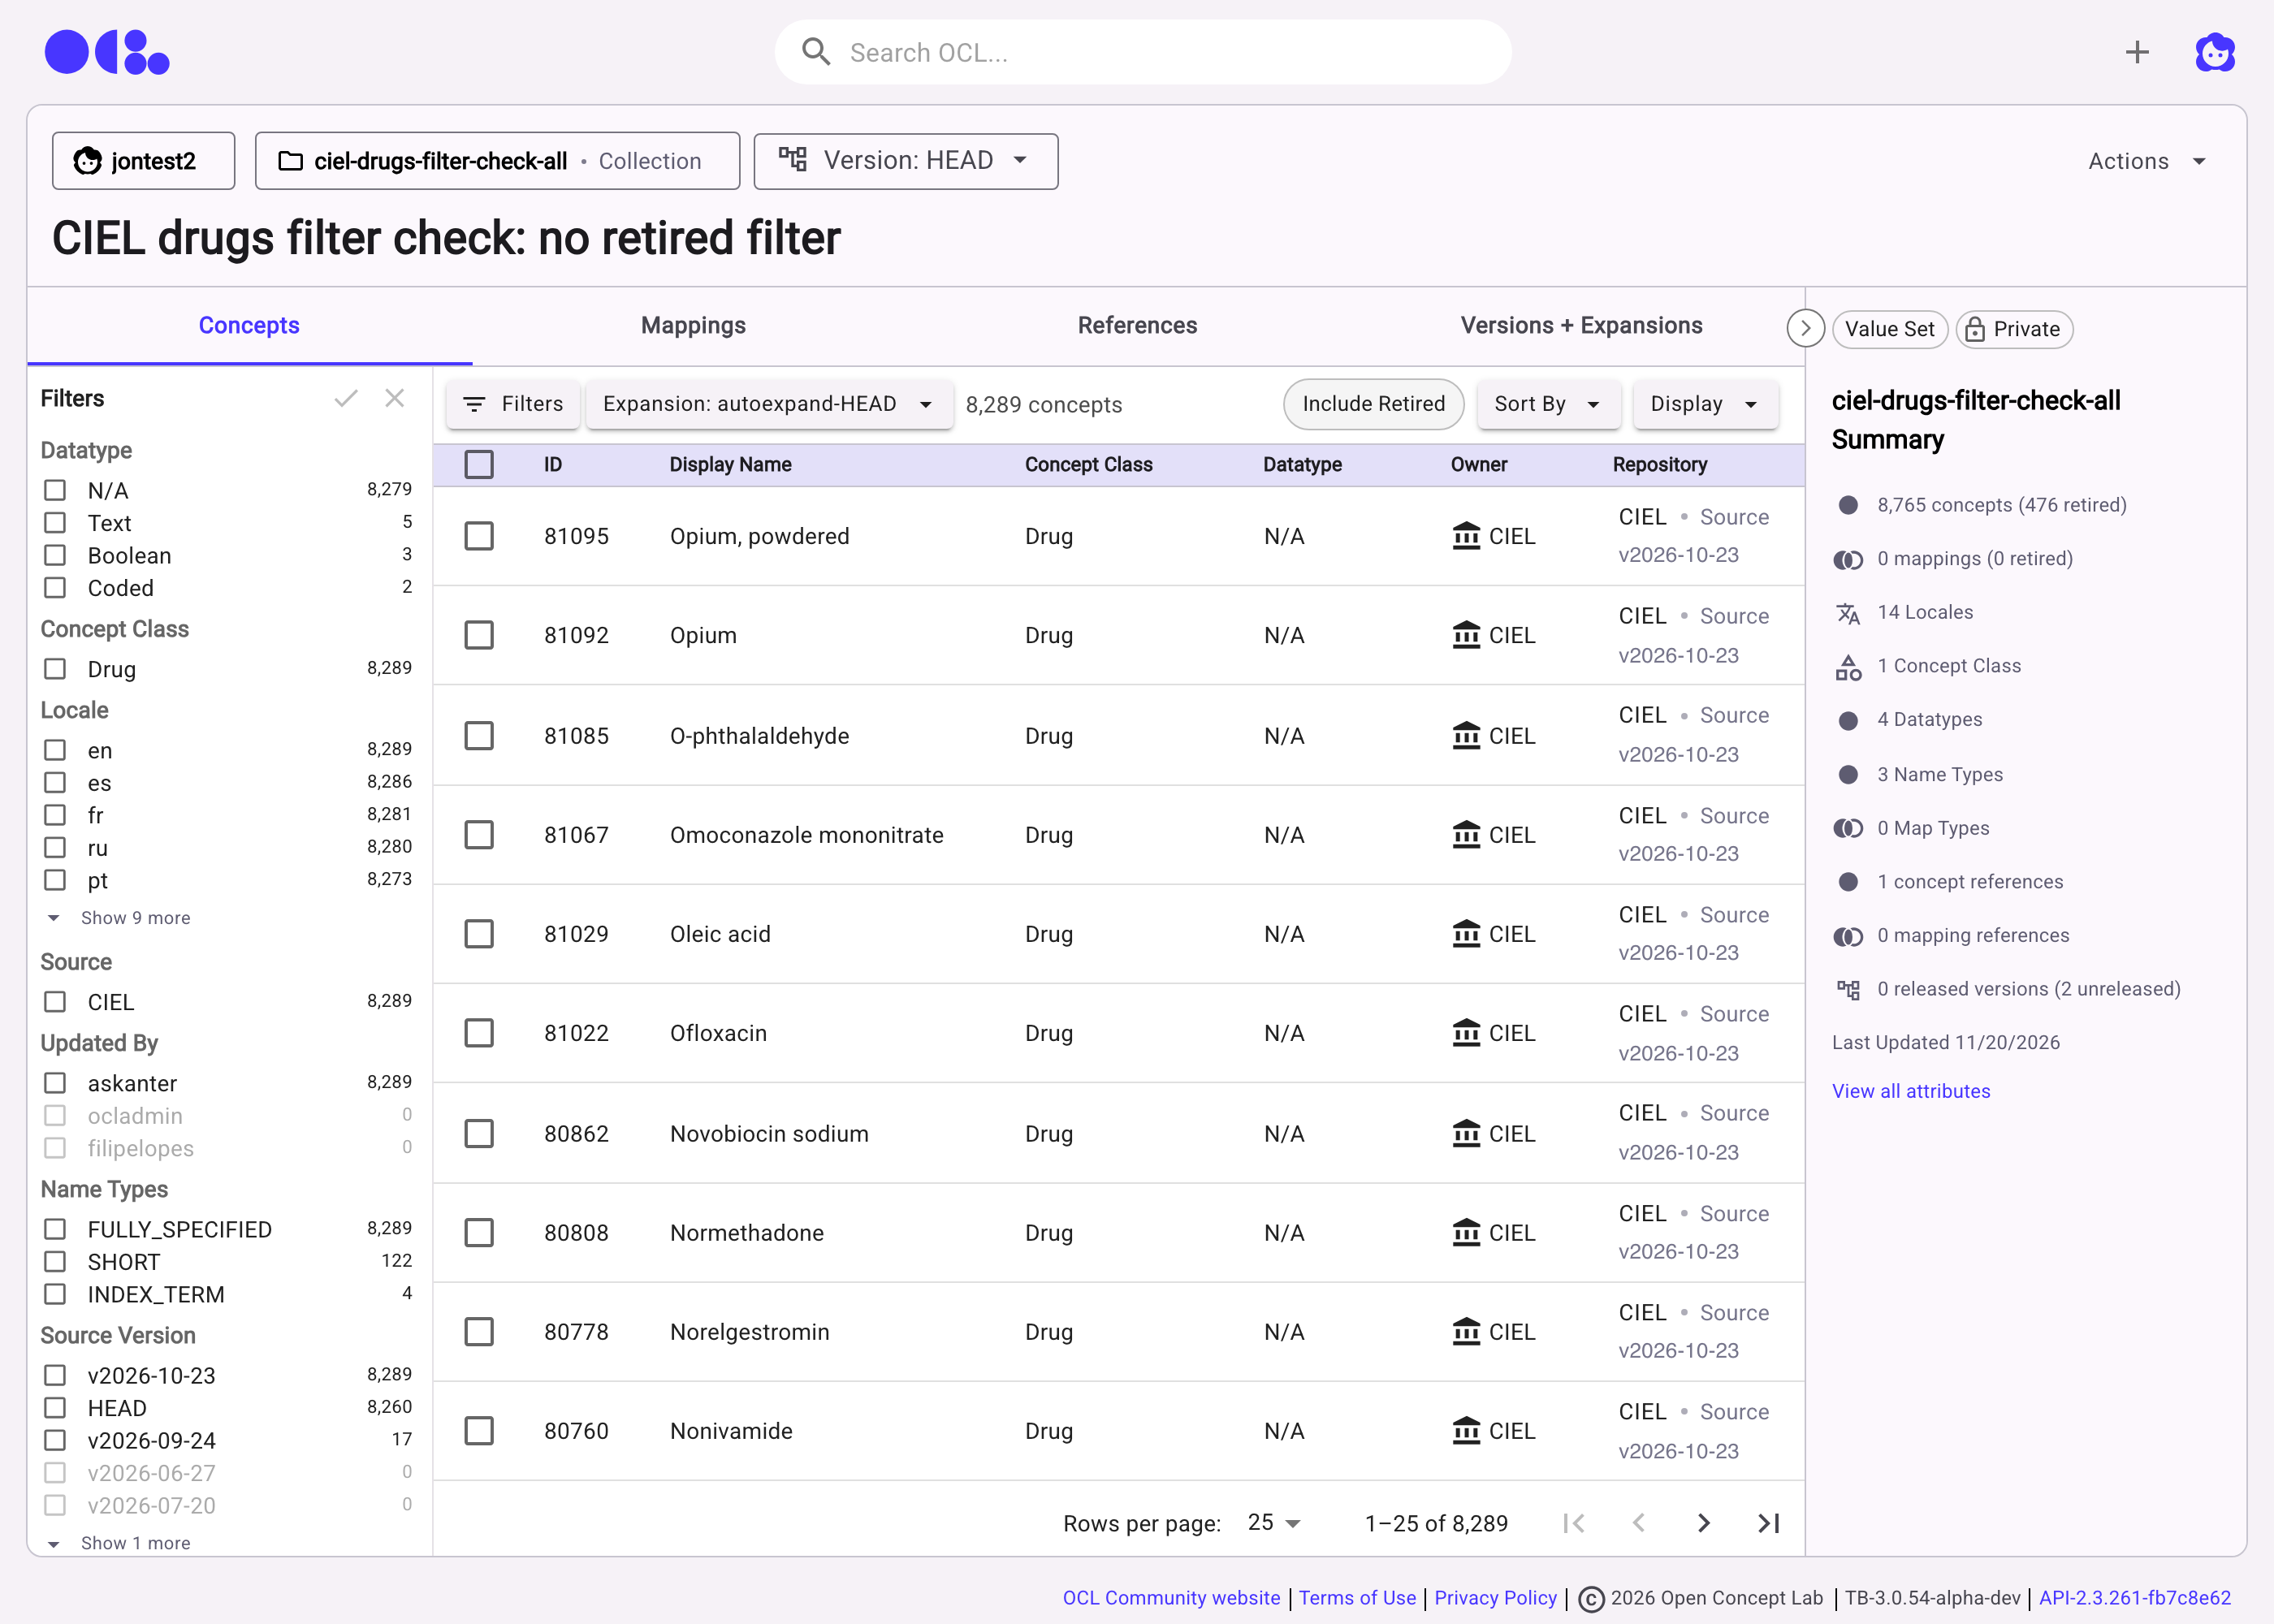 Search OCL...
jontest2
ciel-drugs-filter-check-all • Collection
Version: HEAD
Actions
CIEL drugs filter check: no retired filter
Concepts
Mappings
References
Versions + Expansions
Value Set
Private
Filters
Datatype
N/A 8,279
Text 5
Boolean 3
Coded 2
Concept Class
Drug 8,289
Locale
en 8,289
es 8,286
fr 8,281
ru 8,280
pt 8,273
Show 9 more
Source
CIEL 8,289
Updated By
askanter 8,289
ocladmin 0
filipelopes 0
Name Types
FULLY_SPECIFIED 8,289
SHORT 122
INDEX_TERM 4
Source Version
v2026-10-23 8,289
HEAD 8,260
v2026-09-24 17
v2026-06-27 0
v2026-07-20 0
Show 1 more
Filters
Expansion: autoexpand-HEAD
8,289 concepts
Include Retired
Sort By
Display
ID Display Name Concept Class Datatype Owner Repository
81095 Opium, powdered Drug N/A CIEL CIEL • Source
v2026-10-23
81092 Opium Drug N/A CIEL CIEL • Source
v2026-10-23
81085 O-phthalaldehyde Drug N/A CIEL CIEL • Source
v2026-10-23
81067 Omoconazole mononitrate Drug N/A CIEL CIEL • Source
v2026-10-23
81029 Oleic acid Drug N/A CIEL CIEL • Source
v2026-10-23
81022 Ofloxacin Drug N/A CIEL CIEL • Source
v2026-10-23
80862 Novobiocin sodium Drug N/A CIEL CIEL • Source
v2026-10-23
80808 Normethadone Drug N/A CIEL CIEL • Source
v2026-10-23
80778 Norelgestromin Drug N/A CIEL CIEL • Source
v2026-10-23
80760 Nonivamide Drug N/A CIEL CIEL • Source
v2026-10-23
Rows per page: 25 1–25 of 8,289
ciel-drugs-filter-check-all
Summary
8,765 concepts (476 retired)
0 mappings (0 retired)
14 Locales
1 Concept Class
4 Datatypes
3 Name Types
0 Map Types
1 concept references
0 mapping references
0 released versions (2 unreleased)
Last Updated 11/20/2026
View all attributes
OCL Community website | Terms of Use | Privacy Policy | © 2026 Open Concept Lab | TB-3.0.54-alpha-dev | API-2.3.261-fb7c8e62